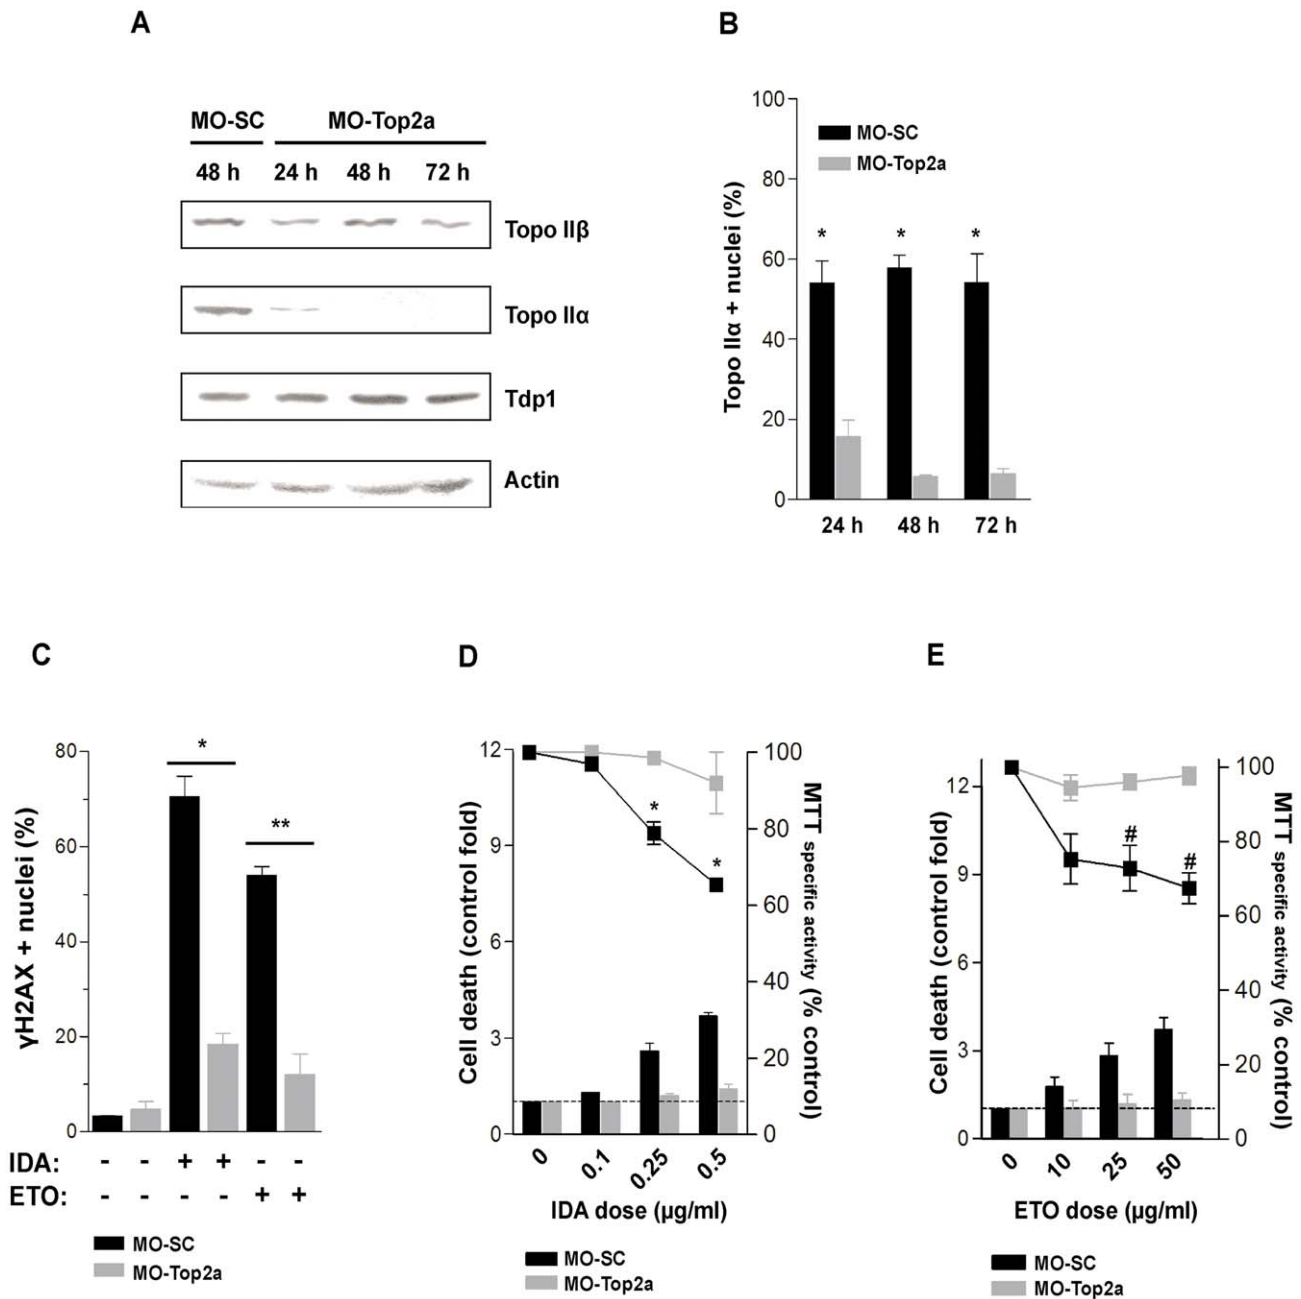 A
MO-SC MO-Top2a
48 h 24 h 48 h 72 h
Topo IIβ
Topo IIα
Tdp1
Actin
B
Topo IIα + nuclei (%)
100
80
60
40
20
0
MO-SC
MO-Top2a
* * *
24 h 48 h 72 h
C
γH2AX + nuclei (%)
80
60
40
20
0
*
**
IDA: - - + + - -
ETO: - - - - + +
MO-SC
MO-Top2a
D
Cell death (control fold)
12
9
6
3
0
*
*
100
80
60
40
20
0
MTT specific activity (% control)
0 0.1 0.25 0.5
IDA dose (µg/ml)
MO-SC
MO-Top2a
E
Cell death (control fold)
12
9
6
3
0
#
#
100
80
60
40
20
0
MTT specific activity (% control)
0 10 25 50
ETO dose (µg/ml)
MO-SC
MO-Top2a